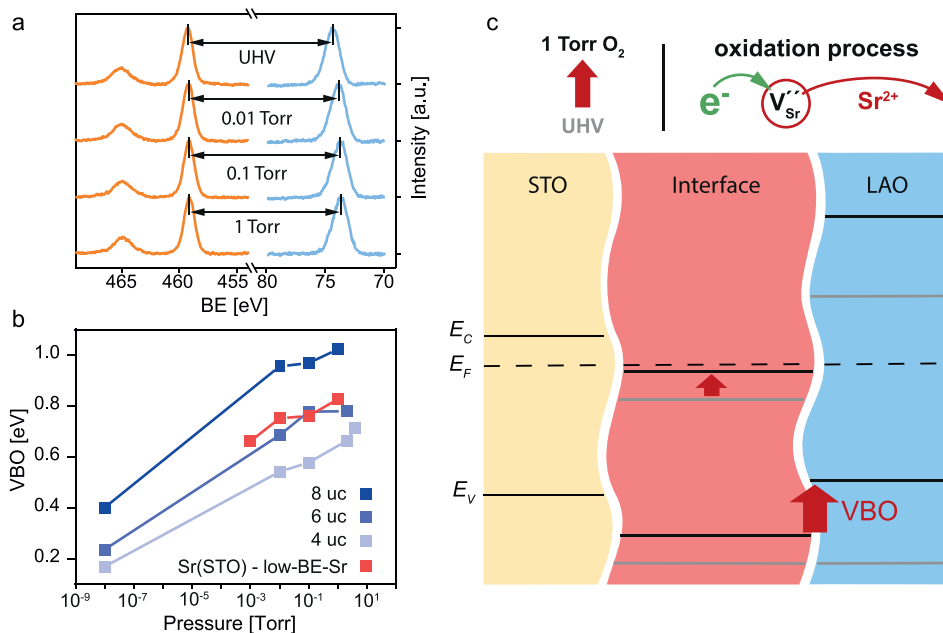 a
UHV
0.01 Torr
0.1 Torr
1 Torr
465 460 455 80 75 70
BE [eV]
Intensity [a.u.]
b
1.0
0.8
0.6
0.4
0.2
VBO [eV]
8 uc
6 uc
4 uc
Sr(STO) - low-BE-Sr
10⁻⁹ 10⁻⁷ 10⁻⁵ 10⁻³ 10⁻¹ 10¹
Pressure [Torr]
c
1 Torr O₂
UHV
oxidation process
e⁻ V´´Sr Sr²⁺
STO Interface LAO
E_C
E_F
E_V
VBO